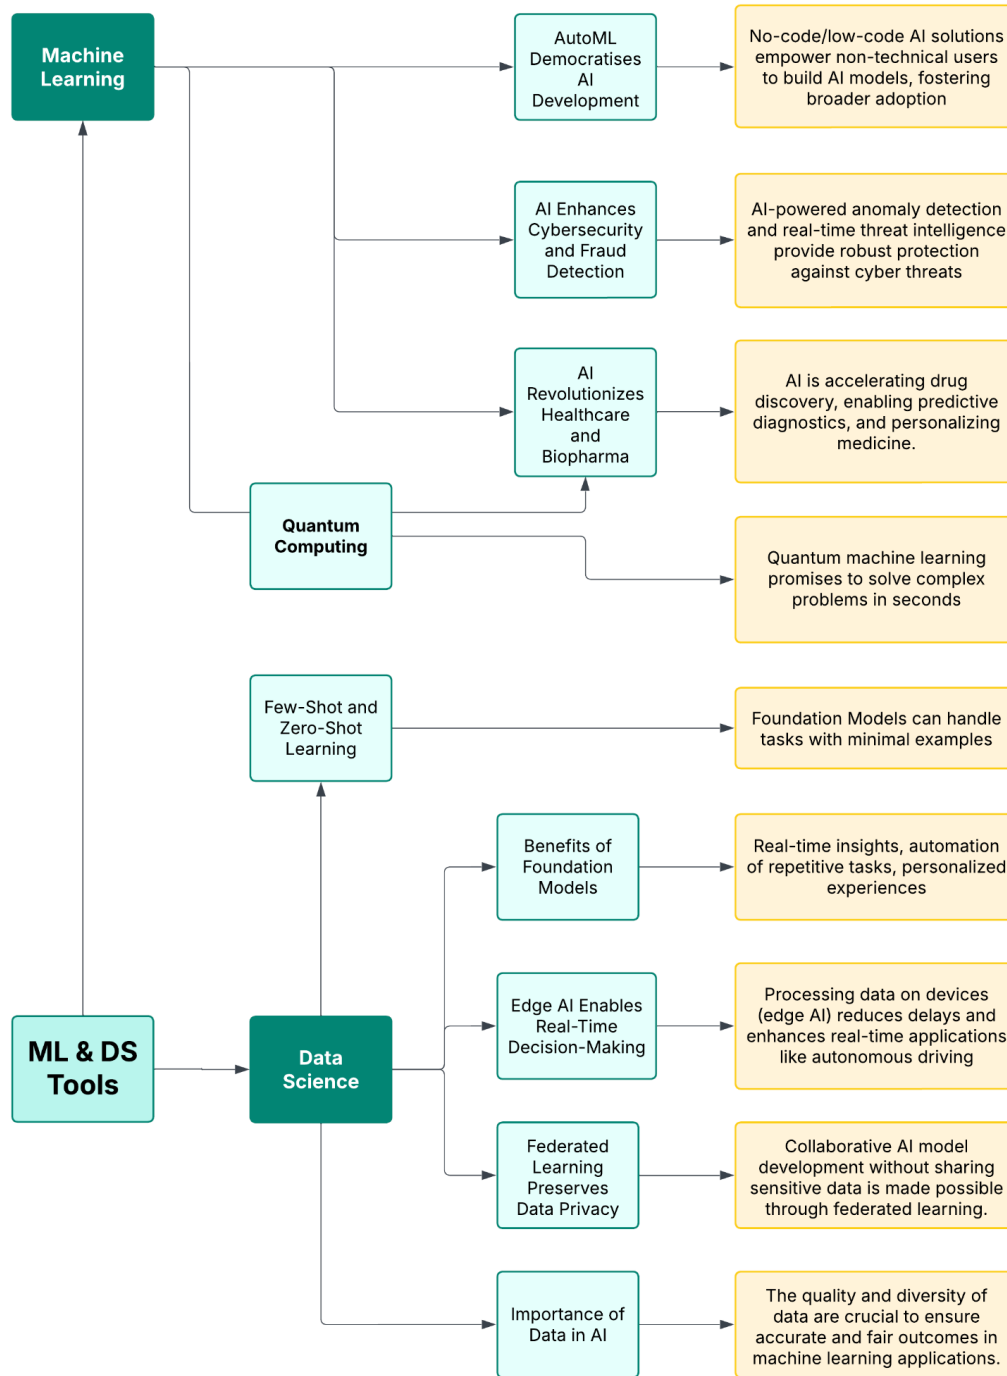 Machine
Learning
AutoML
Democratises
AI
Development
No-code/low-code AI solutions
empower non-technical users
to build AI models, fostering
broader adoption
AI Enhances
Cybersecurity
and Fraud
Detection
AI-powered anomaly detection
and real-time threat intelligence
provide robust protection
against cyber threats
AI
Revolutionizes
Healthcare
and
Biopharma
AI is accelerating drug
discovery, enabling predictive
diagnostics, and personalizing
medicine.
Quantum
Computing
Quantum machine learning
promises to solve complex
problems in seconds
Few-Shot and
Zero-Shot
Learning
Foundation Models can handle
tasks with minimal examples
Benefits of
Foundation
Models
Real-time insights, automation
of repetitive tasks, personalized
experiences
ML & DS
Tools
Data
Science
Edge AI Enables
Real-Time
Decision-Making
Processing data on devices
(edge AI) reduces delays and
enhances real-time applications
like autonomous driving
Federated
Learning
Preserves
Data Privacy
Collaborative AI model
development without sharing
sensitive data is made possible
through federated learning.
Importance of
Data in AI
The quality and diversity of
data are crucial to ensure
accurate and fair outcomes in
machine learning applications.